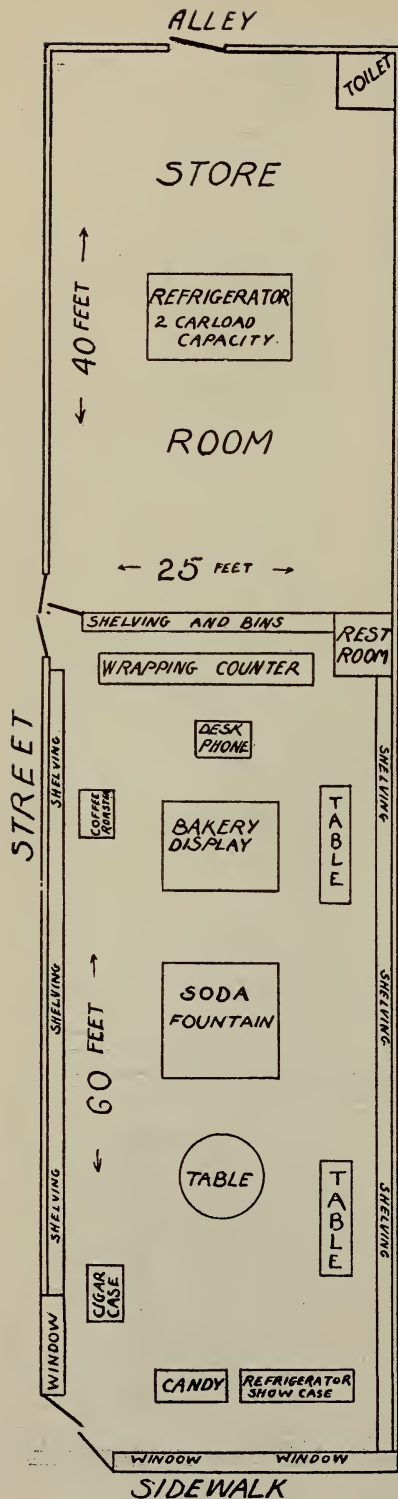 ALLEY
TOILET
STORE
40 FEET
REFRIGERATOR
2 CARLOAD
CAPACITY.
ROOM
25 FEET
SHELVING AND BINS
REST
ROOM
WRAPPING COUNTER
STREET
SHELVING
DESK
PHONE
SHELVING
COFFEE
ROASTER
BAKERY
DISPLAY
TABLE
SHELVING
60 FEET
SODA
FOUNTAIN
SHELVING
SHELVING
TABLE
TABLE
SHELVING
CIGAR
CASE
WINDOW
CANDY
REFRIGERATOR
SHOW CASE
WINDOW WINDOW
SIDEWALK